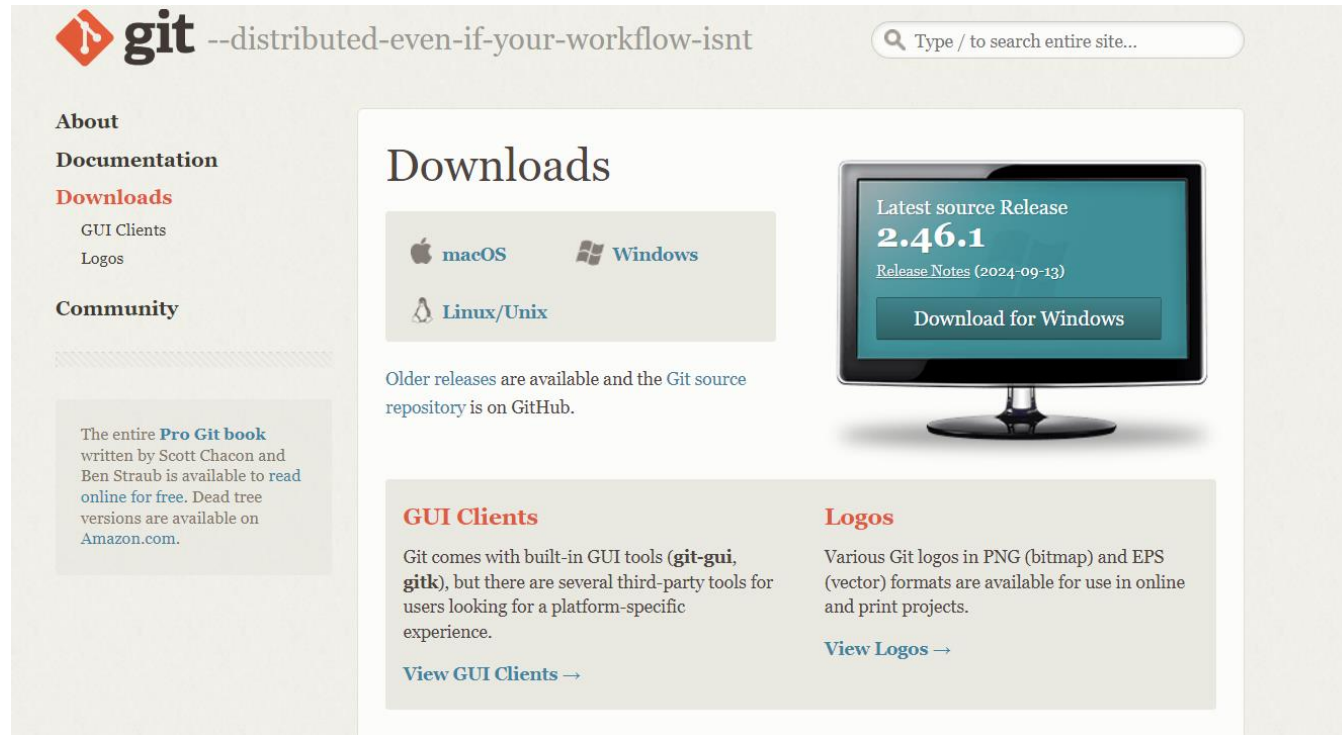 git --distributed-even-if-your-workflow-isnt
Type / to search entire site...
About
Documentation
Downloads
GUI Clients
Logos
Community
The entire Pro Git book
written by Scott Chacon and
Ben Straub is available to read
online for free. Dead tree
versions are available on
Amazon.com.
Downloads
macOS
Windows
Linux/Unix
Older releases are available and the Git source
repository is on GitHub.
Latest source Release
2.46.1
Release Notes (2024-09-13)
Download for Windows
GUI Clients
Git comes with built-in GUI tools (git-gui,
gitk), but there are several third-party tools for
users looking for a platform-specific
experience.
View GUI Clients →
Logos
Various Git logos in PNG (bitmap) and EPS
(vector) formats are available for use in online
and print projects.
View Logos →